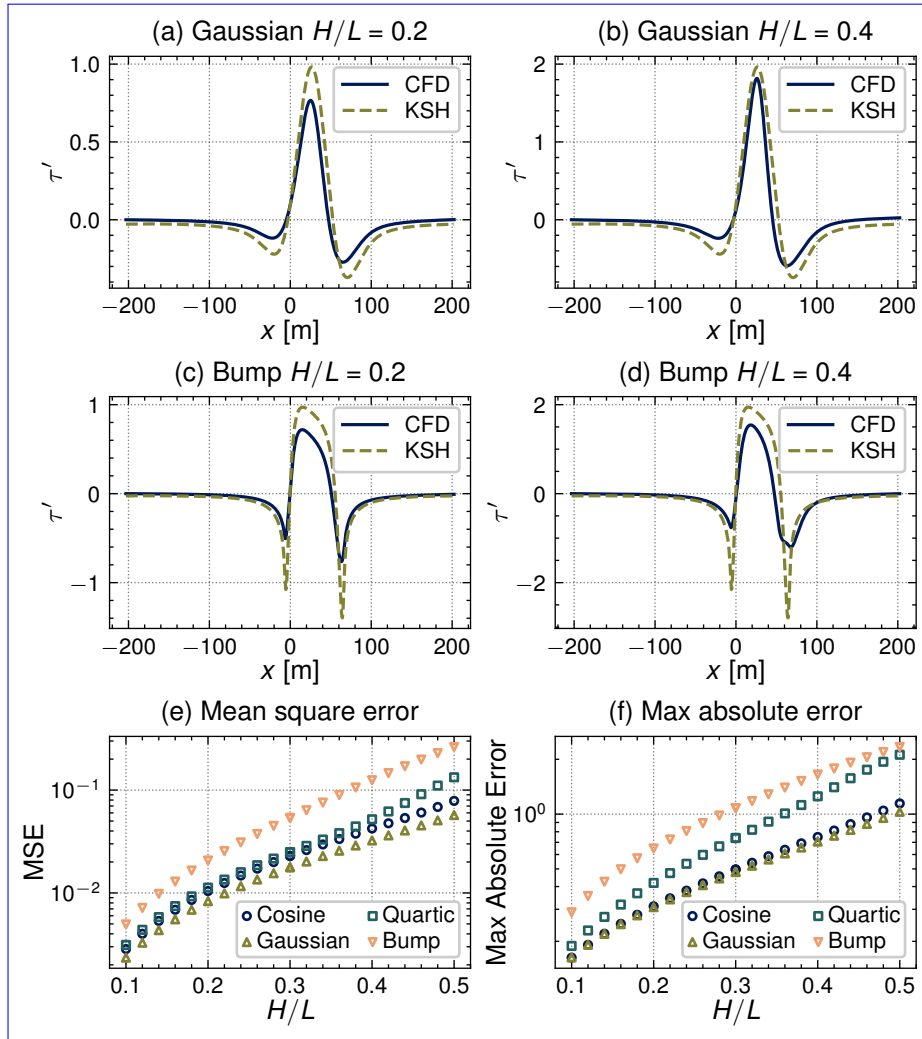 (a) Gaussian H/L = 0.2
(b) Gaussian H/L = 0.4
1.0
0.5
0.0
τ′
CFD
KSH
2
1
0
τ′
CFD
KSH
−200 −100 0 100 200
x [m]
−200 −100 0 100 200
x [m]
(c) Bump H/L = 0.2
(d) Bump H/L = 0.4
1
0
−1
τ′
CFD
KSH
2
0
−2
τ′
CFD
KSH
−200 −100 0 100 200
x [m]
−200 −100 0 100 200
x [m]
(e) Mean square error
(f) Max absolute error
10⁻¹
10⁻²
MSE
Cosine Quartic
Gaussian Bump
10⁰
Max Absolute Error
Cosine Quartic
Gaussian Bump
0.1 0.2 0.3 0.4 0.5
H/L
0.1 0.2 0.3 0.4 0.5
H/L